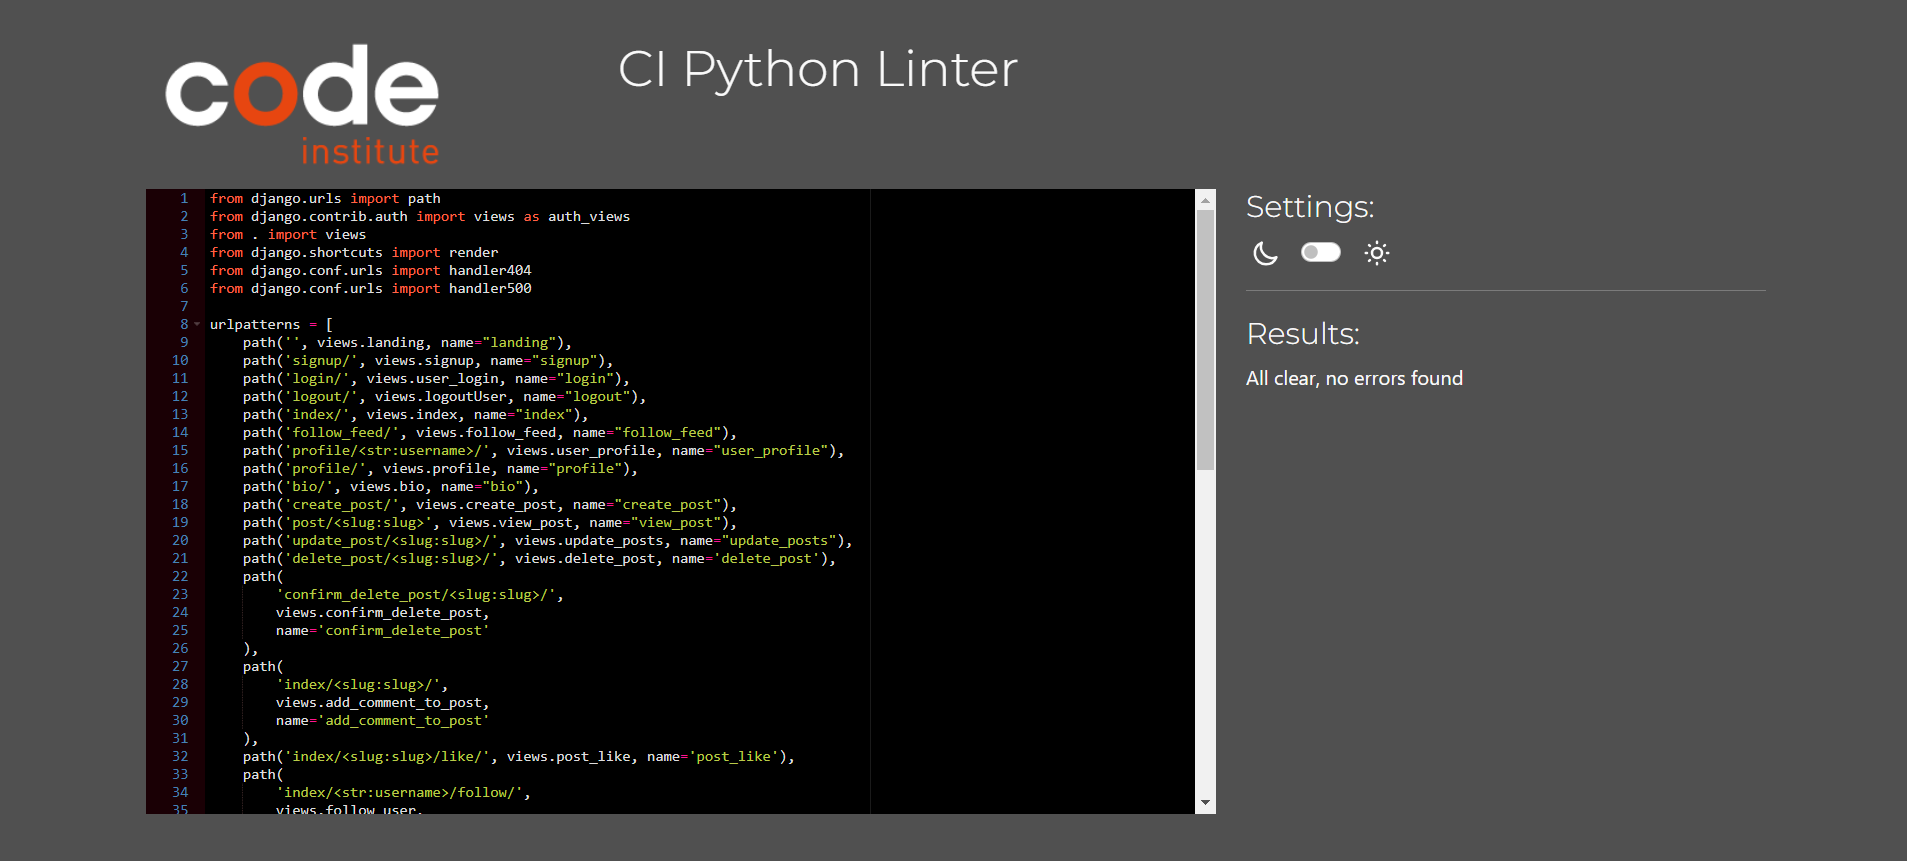 code
institute
CI Python Linter
1 from django.urls import path
2 from django.contrib.auth import views as auth_views
3 from . import views
4 from django.shortcuts import render
5 from django.conf.urls import handler404
6 from django.conf.urls import handler500
7
8 urlpatterns = [
9     path('', views.landing, name="landing"),
10     path('signup/', views.signup, name="signup"),
11     path('login/', views.user_login, name="login"),
12     path('logout/', views.logoutUser, name="logout"),
13     path('index/', views.index, name="index"),
14     path('follow_feed/', views.follow_feed, name="follow_feed"),
15     path('profile/<str:username>/', views.user_profile, name="user_profile"),
16     path('profile/', views.profile, name="profile"),
17     path('bio/', views.bio, name="bio"),
18     path('create_post/', views.create_post, name="create_post"),
19     path('post/<slug:slug>', views.view_post, name="view_post"),
20     path('update_post/<slug:slug>/', views.update_posts, name="update_posts"),
21     path('delete_post/<slug:slug>/', views.delete_post, name='delete_post'),
22     path(
23         'confirm_delete_post/<slug:slug>/',
24         views.confirm_delete_post,
25         name='confirm_delete_post'
26     ),
27     path(
28         'index/<slug:slug>/',
29         views.add_comment_to_post,
30         name='add_comment_to_post'
31     ),
32     path('index/<slug:slug>/like/', views.post_like, name='post_like'),
33     path(
34         'index/<str:username>/follow/',
35         views.follow_user,
Settings:
Results:
All clear, no errors found